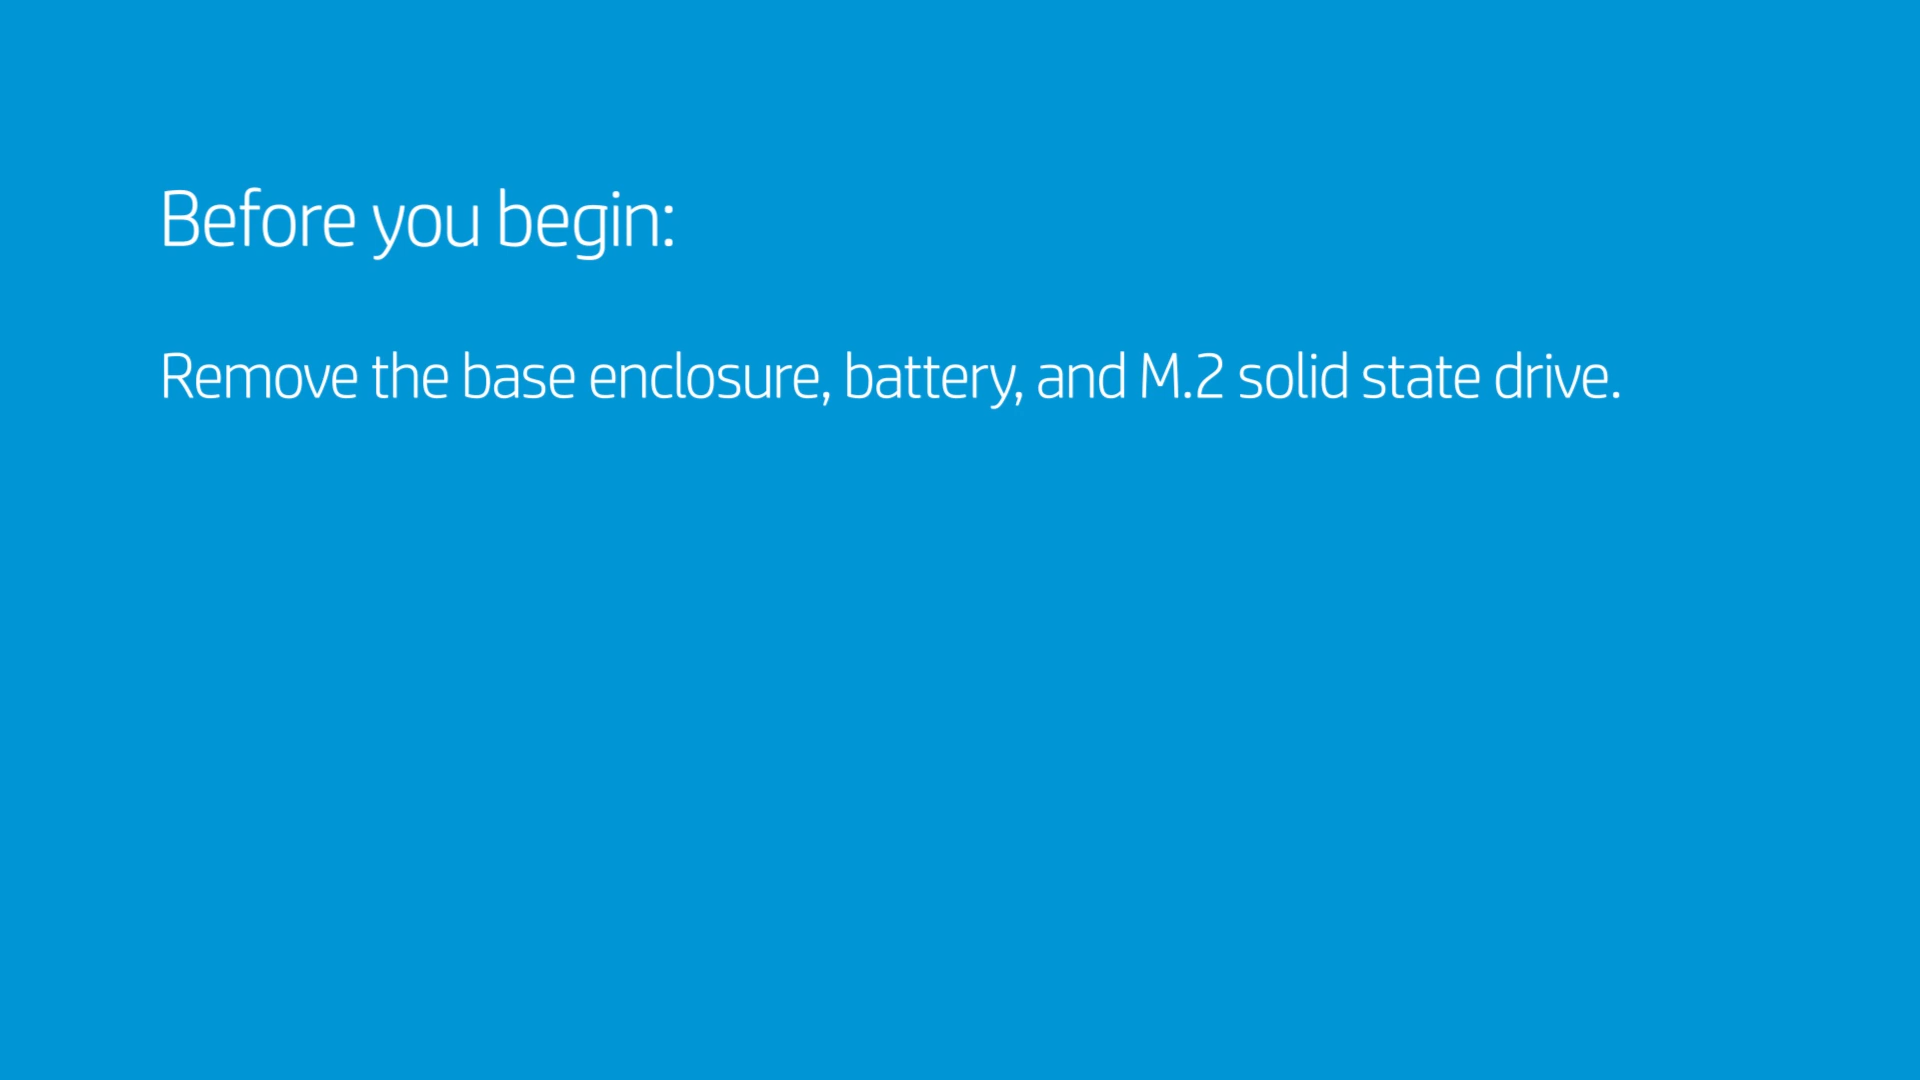 Before you begin:
Remove the base enclosure, battery, and M.2 solid state drive.